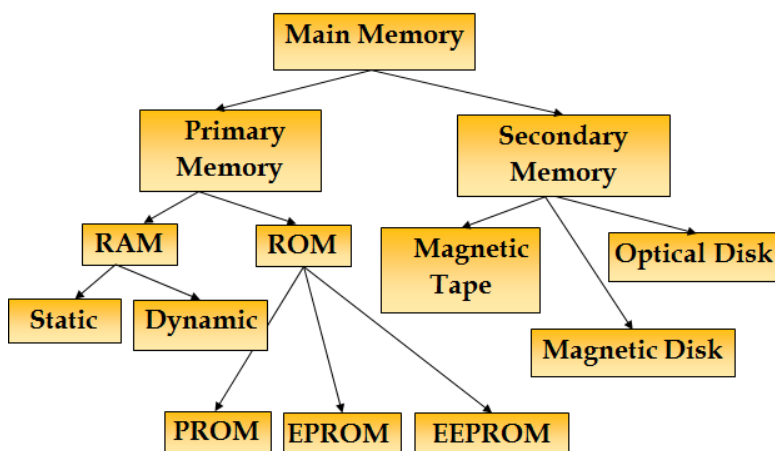 Main Memory
Primary
Memory
Secondary
Memory
RAM
ROM
Magnetic
Tape
Optical Disk
Static
Dynamic
Magnetic Disk
PROM
EPROM
EEPROM